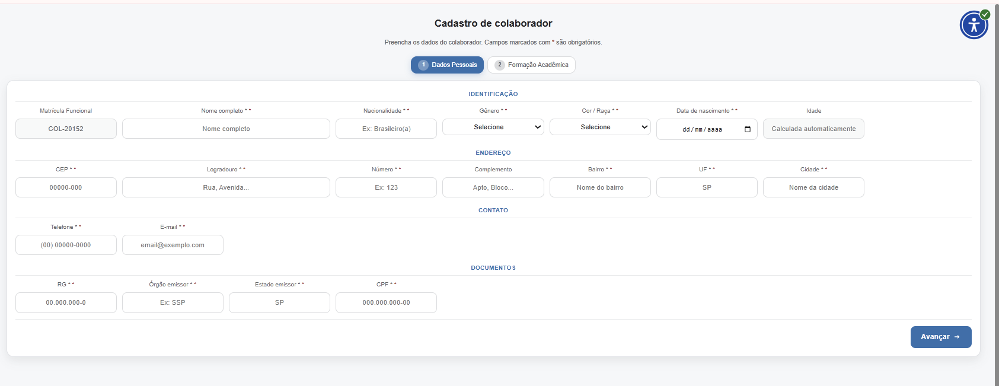 Cadastro de colaborador
Preencha os dados do colaborador. Campos marcados com * são obrigatórios.
1 Dados Pessoais 2 Formação Acadêmica
IDENTIFICAÇÃO
Matrícula Funcional Nome completo * * Nacionalidade * * Gênero * * Cor / Raça * * Data de nascimento * * Idade
COL-20152 Nome completo Ex: Brasileiro(a) Selecione Selecione dd/mm/aaaa Calculada automaticamente
ENDEREÇO
CEP * * Logradouro * * Número * * Complemento Bairro * * UF * * Cidade * *
00000-000 Rua, Avenida... Ex: 123 Apto, Bloco... Nome do bairro SP Nome da cidade
CONTATO
Telefone * * E-mail * *
(00) 00000-0000 email@exemplo.com
DOCUMENTOS
RG * * Órgão emissor * * Estado emissor * * CPF * *
00.000.000-0 Ex: SSP SP 000.000.000-00
Avançar →